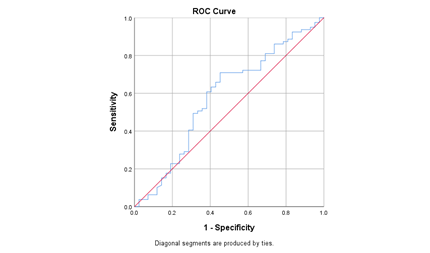 ROC Curve
Sensitivity
1.0
0.8
0.6
0.4
0.2
0.0
0.0 0.2 0.4 0.6 0.8 1.0
1 - Specificity
Diagonal segments are produced by ties.